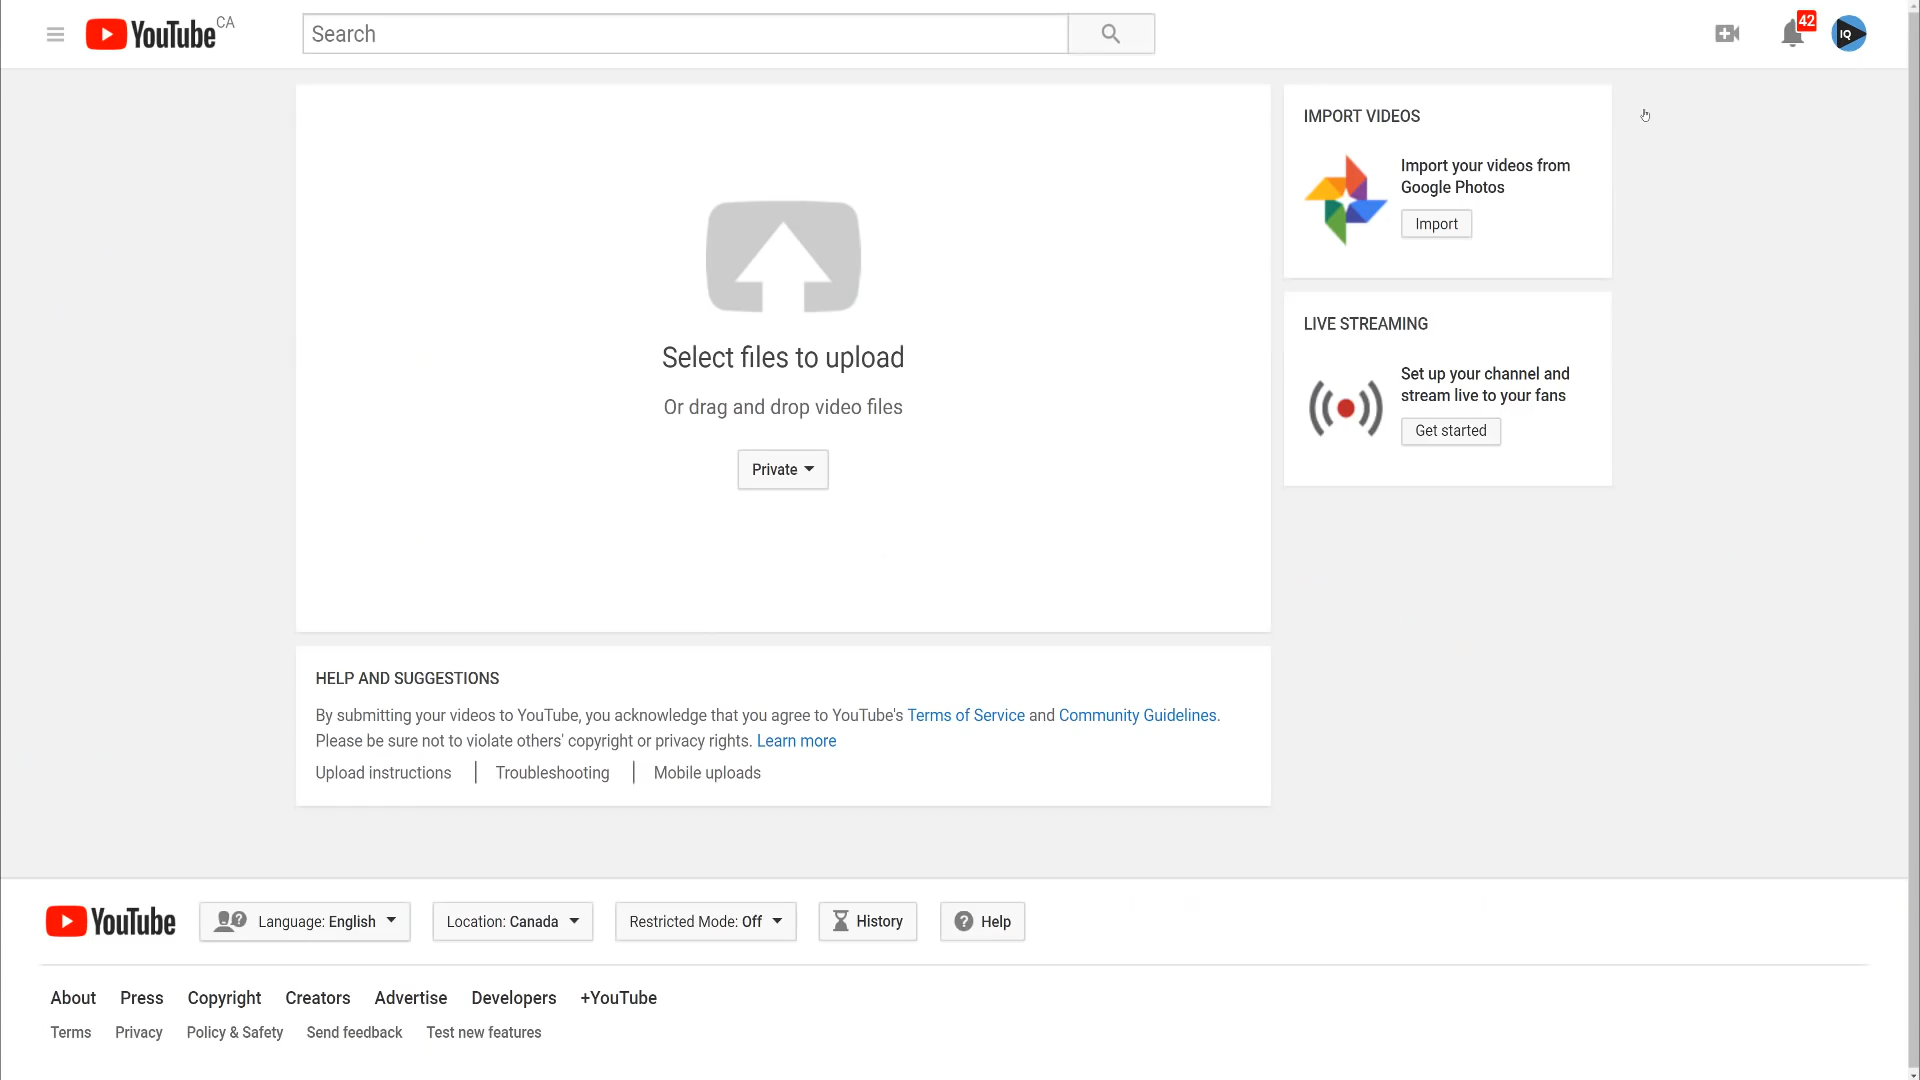 YouTube CA
Search
42
IQ
IMPORT VIDEOS
Import your videos from
Google Photos
Import
Select files to upload
Or drag and drop video files
Private
LIVE STREAMING
Set up your channel and
stream live to your fans
Get started
HELP AND SUGGESTIONS
By submitting your videos to YouTube, you acknowledge that you agree to YouTube's Terms of Service and Community Guidelines.
Please be sure not to violate others' copyright or privacy rights. Learn more
Upload instructions | Troubleshooting | Mobile uploads
YouTube Language: English Location: Canada Restricted Mode: Off History Help
About Press Copyright Creators Advertise Developers +YouTube
Terms Privacy Policy & Safety Send feedback Test new features